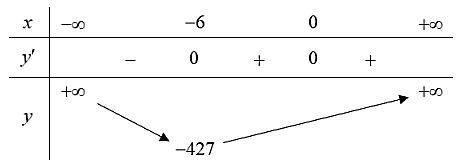 x −∞ −6 0 +∞
y′ − 0 + 0 +
+∞ +∞
y
−427